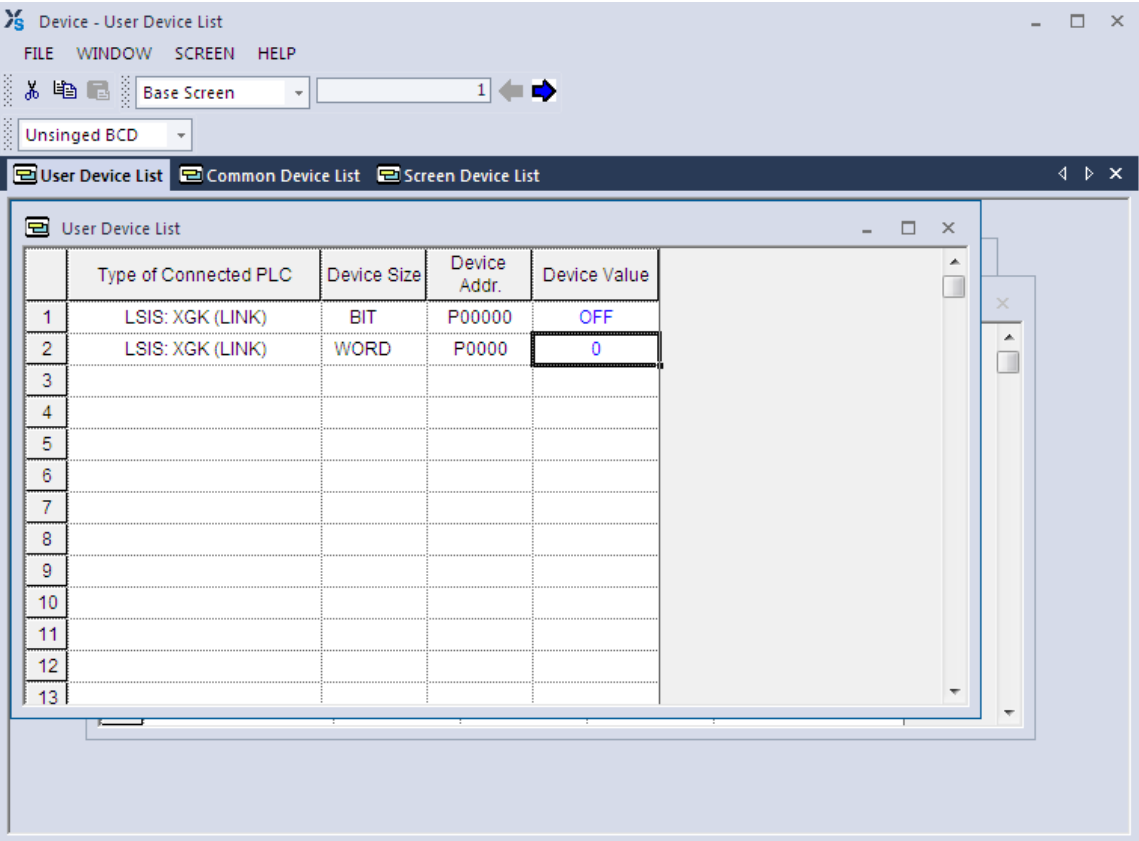 Device - User Device List
FILE WINDOW SCREEN HELP
Base Screen 1
Unsinged BCD
User Device List Common Device List Screen Device List
User Device List
Type of Connected PLC Device Size Device Addr. Device Value
1 LSIS: XGK (LINK) BIT P00000 OFF
2 LSIS: XGK (LINK) WORD P0000 0
3
4
5
6
7
8
9
10
11
12
13